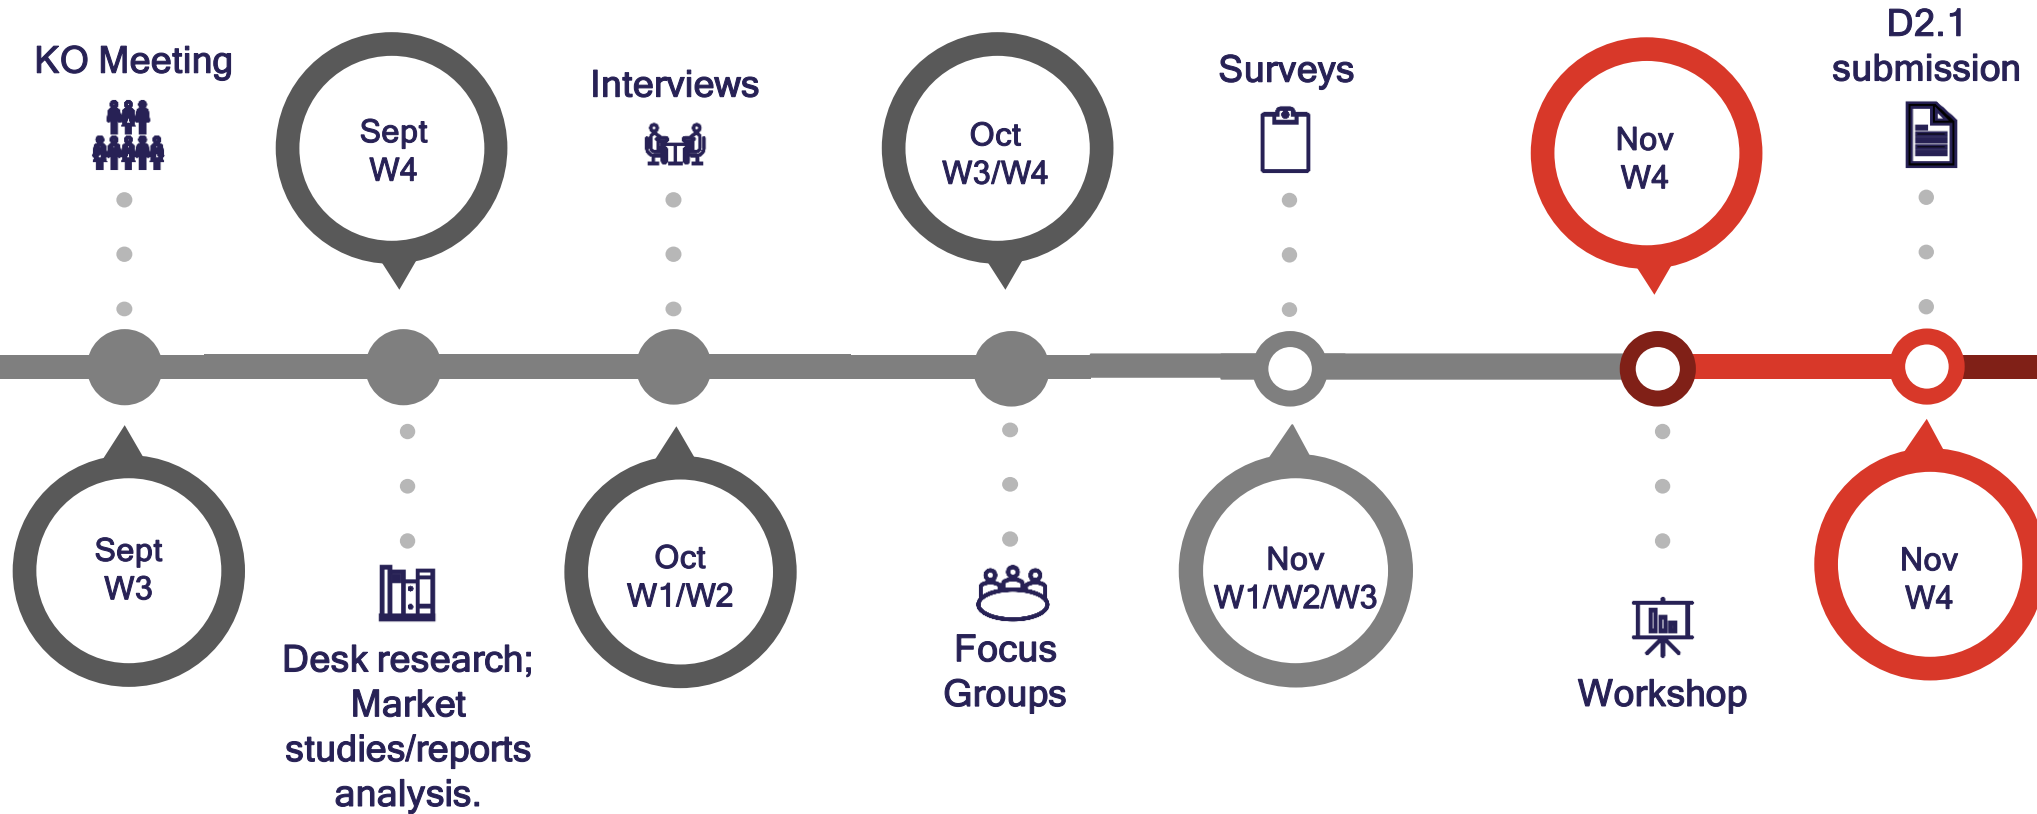 KO Meeting
Sept
W3
Sept
W4
Desk research;
Market
studies/reports
analysis.
Interviews
Oct
W1/W2
Oct
W3/W4
Focus
Groups
Surveys
Nov
W1/W2/W3
Nov
W4
Workshop
D2.1
submission
Nov
W4